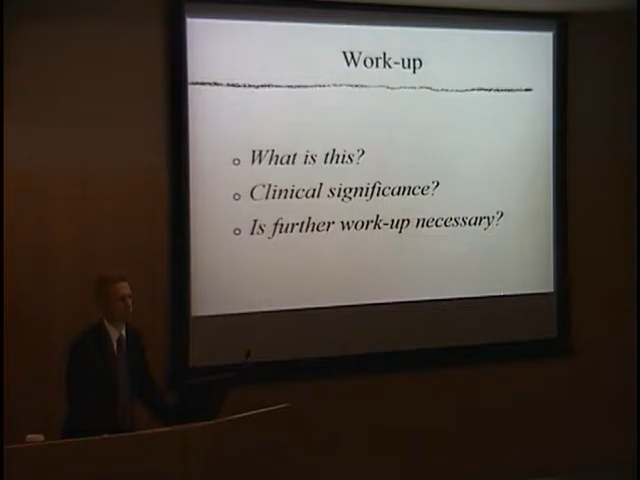 Work-up
What is this?
Clinical significance?
Is further work-up necessary?